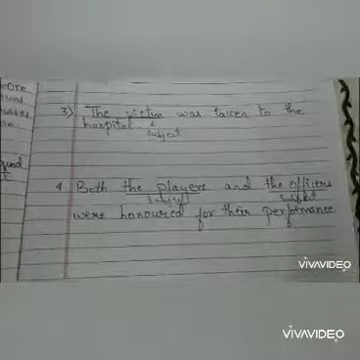 3) The victim was taken to the
hospital
subject
4. Both the players and the officers
subject subject
were honoured for their performance
VIVAVIDEO
VIVAVIDEO